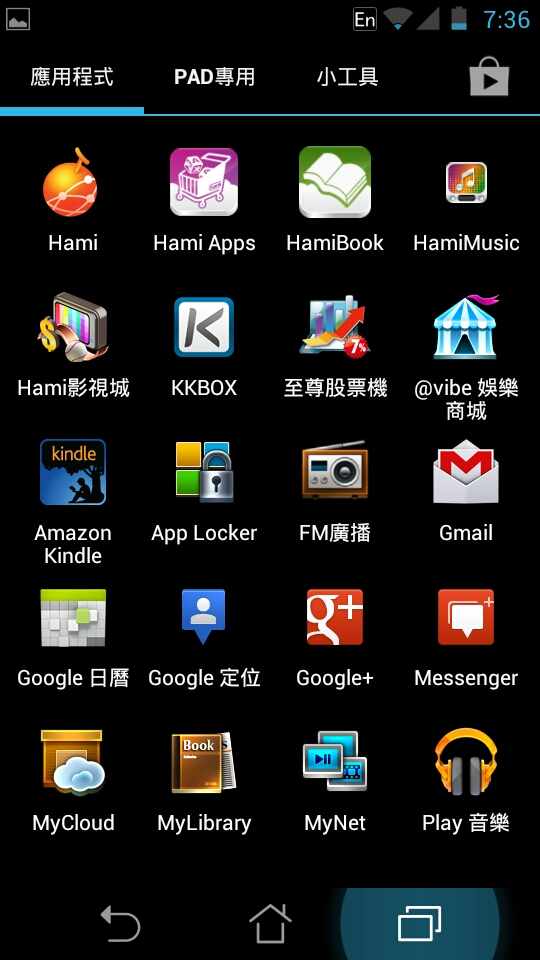 En 7:36
應用程式 PAD專用 小工具
Hami Hami Apps HamiBook HamiMusic
7%
Hami影視城 KKBOX 至尊股票機 @vibe 娛樂
商城
kindle
Amazon App Locker FM廣播 Gmail
Kindle
g+
Google 日曆 Google 定位 Google+ Messenger
Book
MyCloud MyLibrary MyNet Play 音樂